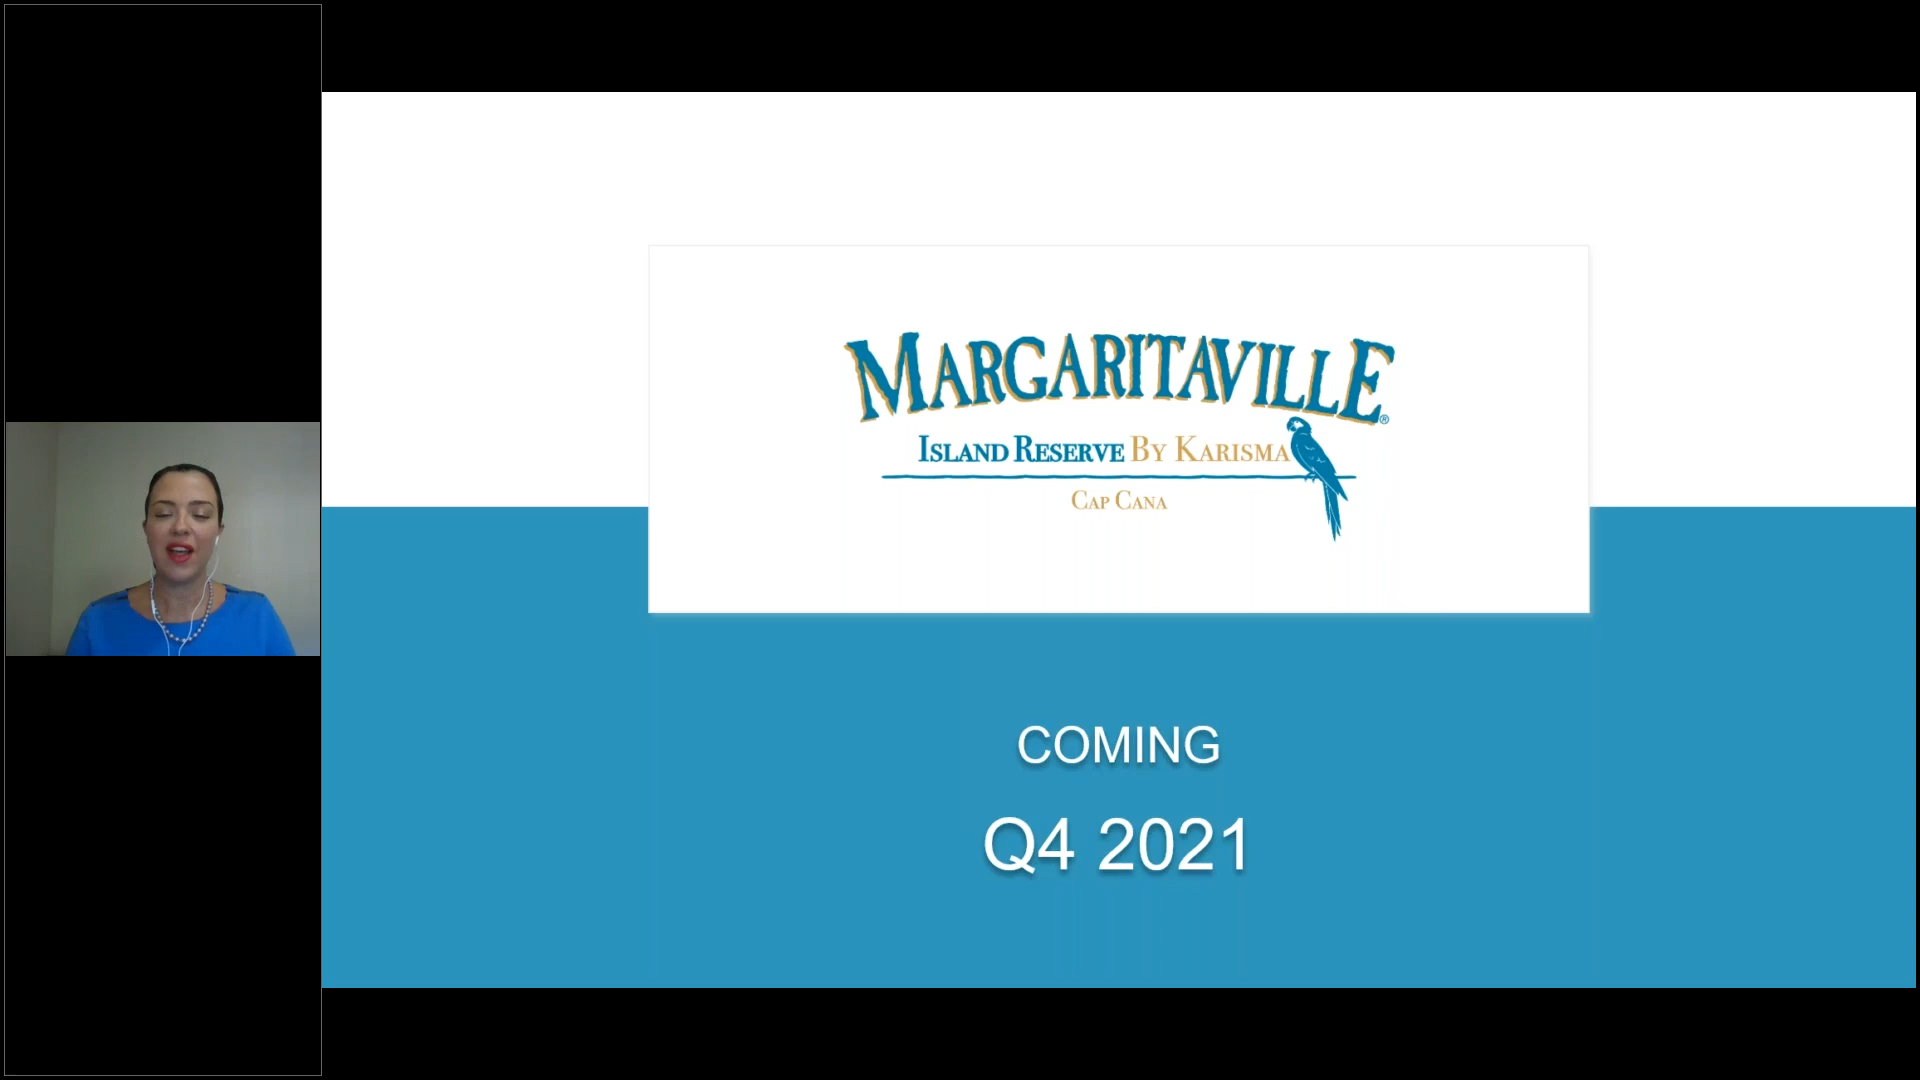 MARGARITAVILLE®
ISLAND RESERVE BY KARISMA
CAP CANA
COMING
Q4 2021